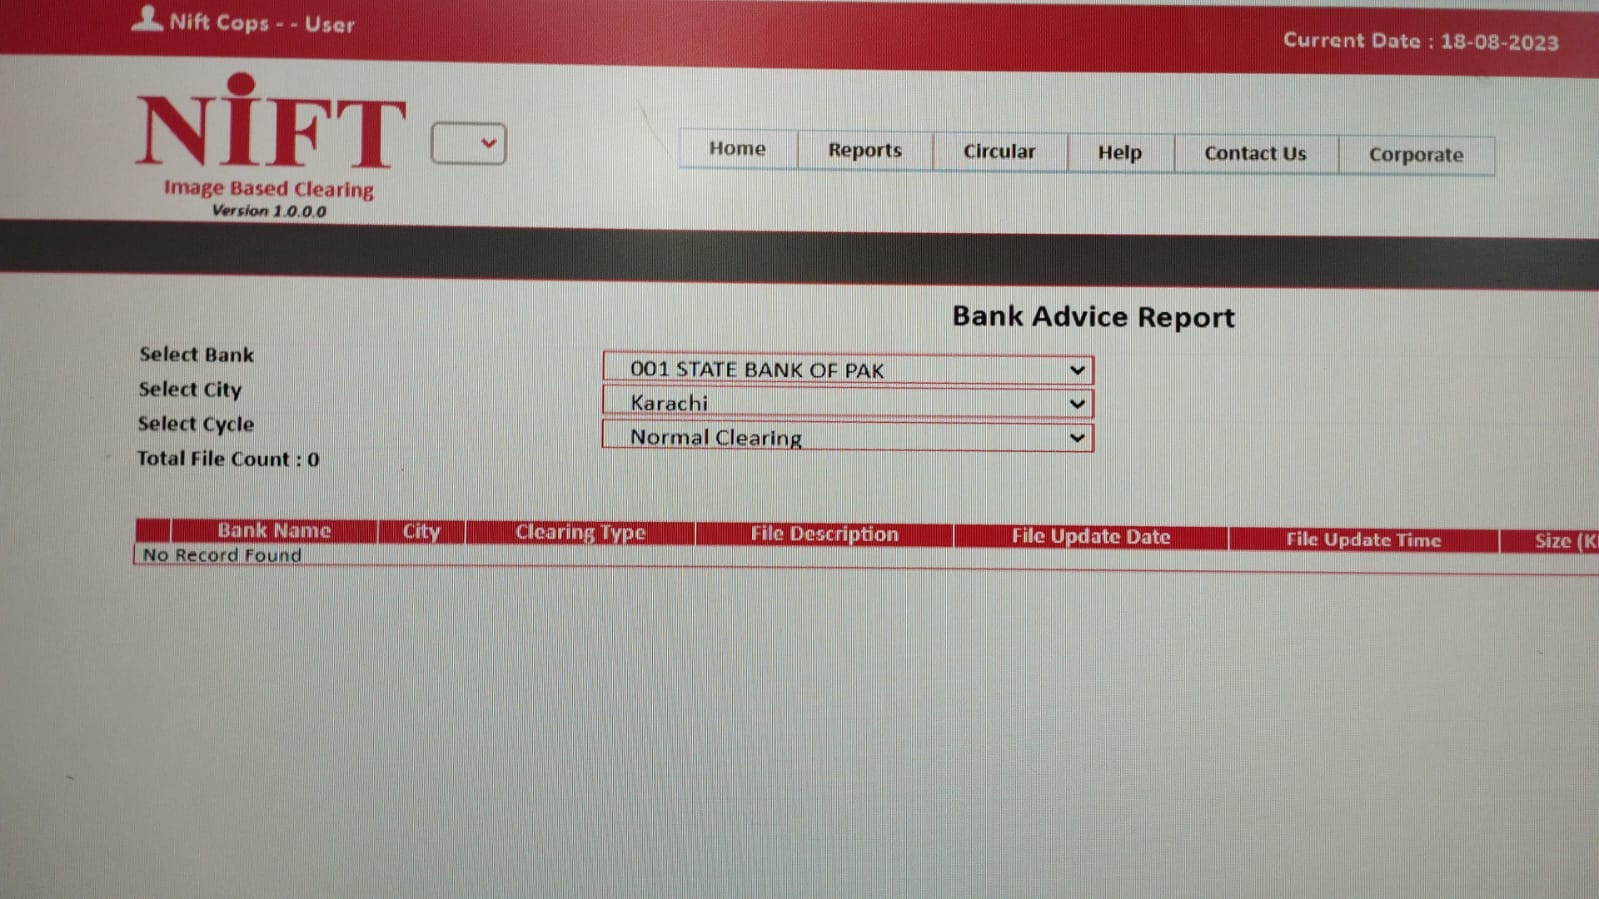 Nift Cops - - User
Current Date : 18-08-2023
NiFT
Image Based Clearing
Version 1.0.0.0
Home Reports Circular Help Contact Us Corporate
Bank Advice Report
Select Bank 001 STATE BANK OF PAK
Select City Karachi
Select Cycle Normal Clearing
Total File Count : 0
Bank Name City Clearing Type File Description File Update Date File Update Time Size (K
No Record Found